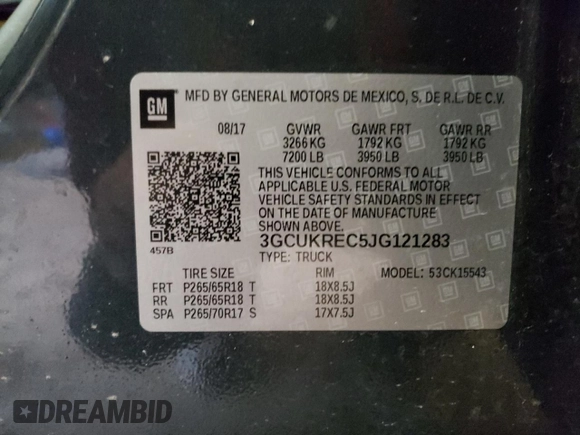 GM
MFD BY GENERAL MOTORS DE MEXICO, S. DE R.L. DE C.V.
08/17 GVWR GAWR FRT GAWR RR
3266 KG 1792 KG 1792 KG
7200 LB 3950 LB 3950 LB
THIS VEHICLE CONFORMS TO ALL
APPLICABLE U.S. FEDERAL MOTOR
VEHICLE SAFETY STANDARDS IN EFFECT
ON THE DATE OF MANUFACTURE
SHOWN ABOVE.
457B
3GCUKREC5JG121283
TYPE: TRUCK
TIRE SIZE RIM MODEL: 53CK15543
FRT P265/65R18 T 18X8.5J
RR P265/65R18 T 18X8.5J
SPA P265/70R17 S 17X7.5J
DREAMBID